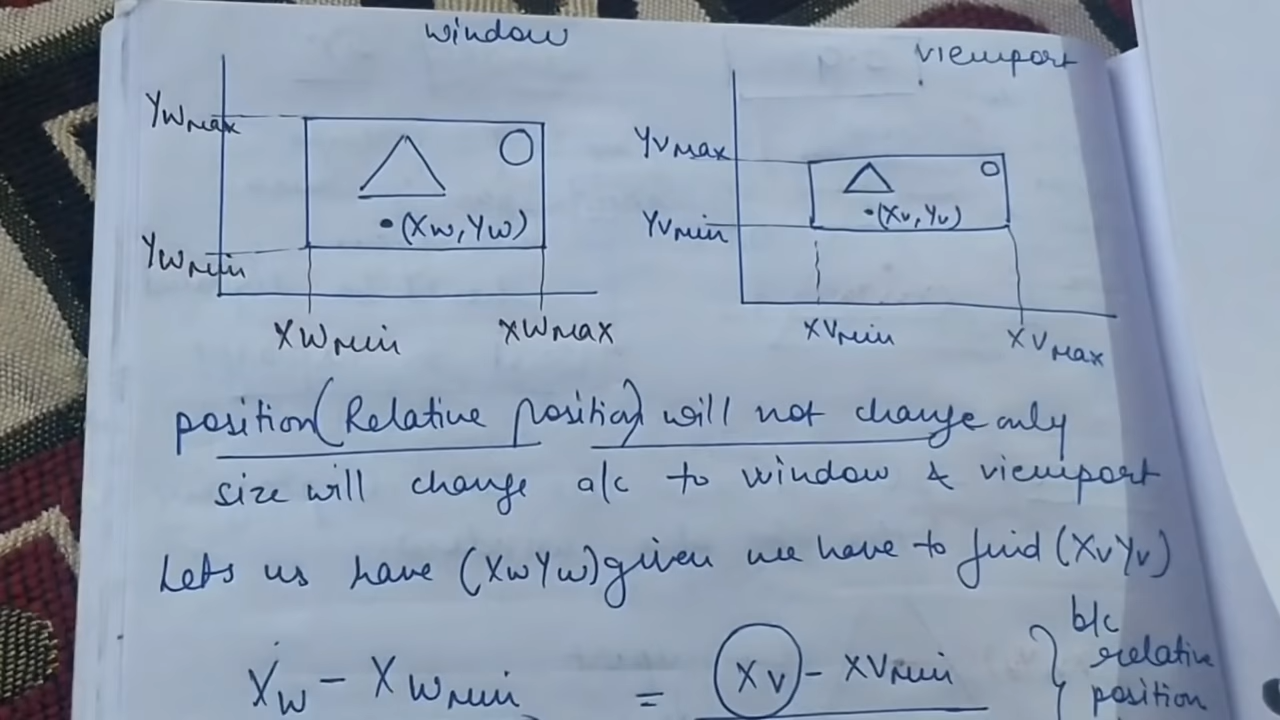 window
viewport
YWmax
YWmin
(Xw, Yw)
XWmin
XWmax
YVmax
YVmin
(Xv, Yv)
XVmin
XVmax
position (Relative position) will not change only
size will change a/c to window & viewport
Lets us have (XwYw) given we have to find (XvYv)
Xw - XWmin = Xv - XVmin
b/c
relative
position